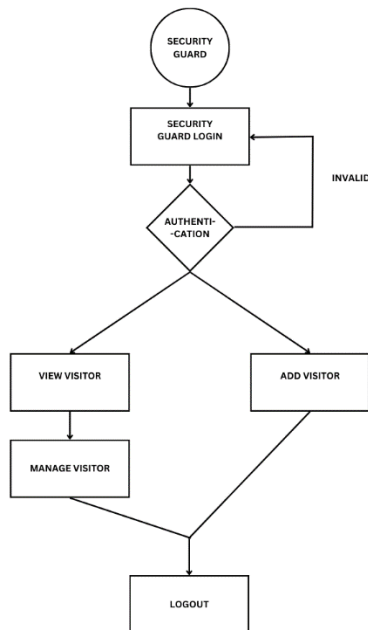 SECURITY
GUARD
SECURITY
GUARD LOGIN
INVALID
AUTHENTI-
-CATION
VIEW VISITOR
ADD VISITOR
MANAGE VISITOR
LOGOUT